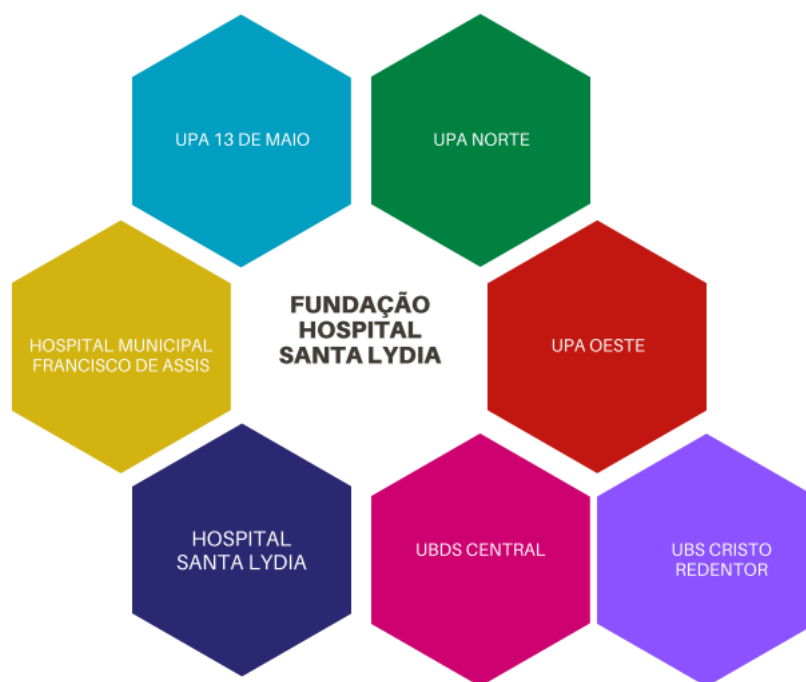 UPA 13 DE MAIO
UPA NORTE
FUNDAÇÃO
HOSPITAL
SANTA LYDIA
HOSPITAL MUNICIPAL
FRANCISCO DE ASSIS
UPA OESTE
HOSPITAL
SANTA LYDIA
UBDS CENTRAL
UBS CRISTO
REDENTOR